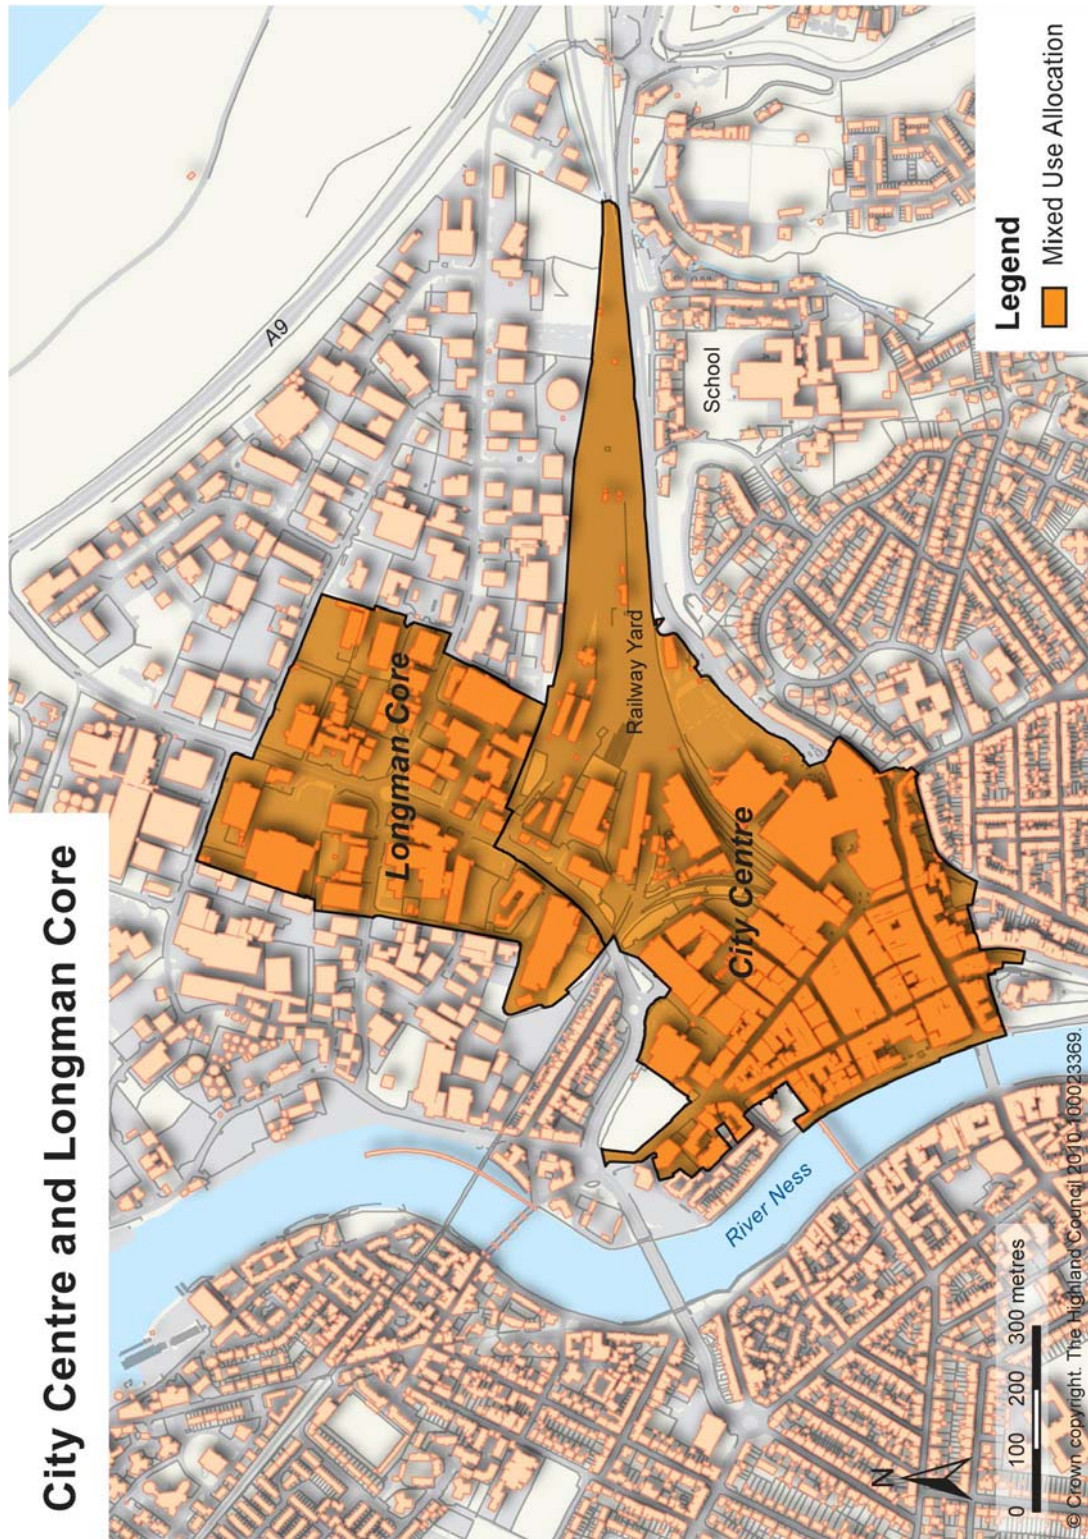 City Centre and Longman Core
A9
Longman Core
Railway Yard
School
City Centre
River Ness
Legend
Mixed Use Allocation
N
0 100 200 300 metres
© Crown copyright. The Highland Council 2010 100023369.